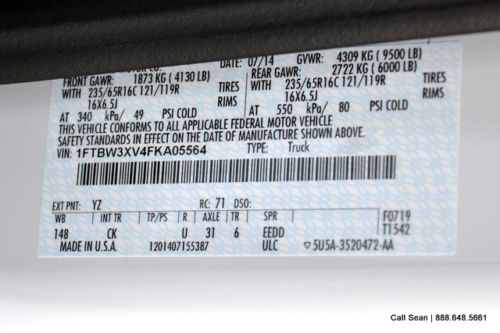 DATE: 07/14 GVWR: 4309 KG ( 9500 LB)
FRONT GAWR: 1873 KG ( 4130 LB) REAR GAWR: 2722 KG ( 6000 LB)
WITH 235/65R16C 121/119R TIRES WITH 235/65R16C 121/119R TIRES
16X6.5J RIMS 16X6.5J RIMS
AT 340 kPa/ 49 PSI COLD AT 550 kPa/ 80 PSI COLD
THIS VEHICLE CONFORMS TO ALL APPLICABLE FEDERAL MOTOR VEHICLE
SAFETY STANDARDS IN EFFECT ON THE DATE OF MANUFACTURE SHOWN ABOVE.
VIN: 1FTBW3XV4FKA05564 TYPE: Truck
EXT PNT: YZ RC: 71 DSO:
WB INT TR TP/PS R AXLE TR SPR F0719
148 CK U 31 6 EEDD T1542
MADE IN U.S.A. 1201407155387 ULC 5U5A-3520472-AA
Call Sean | 888.648.5661